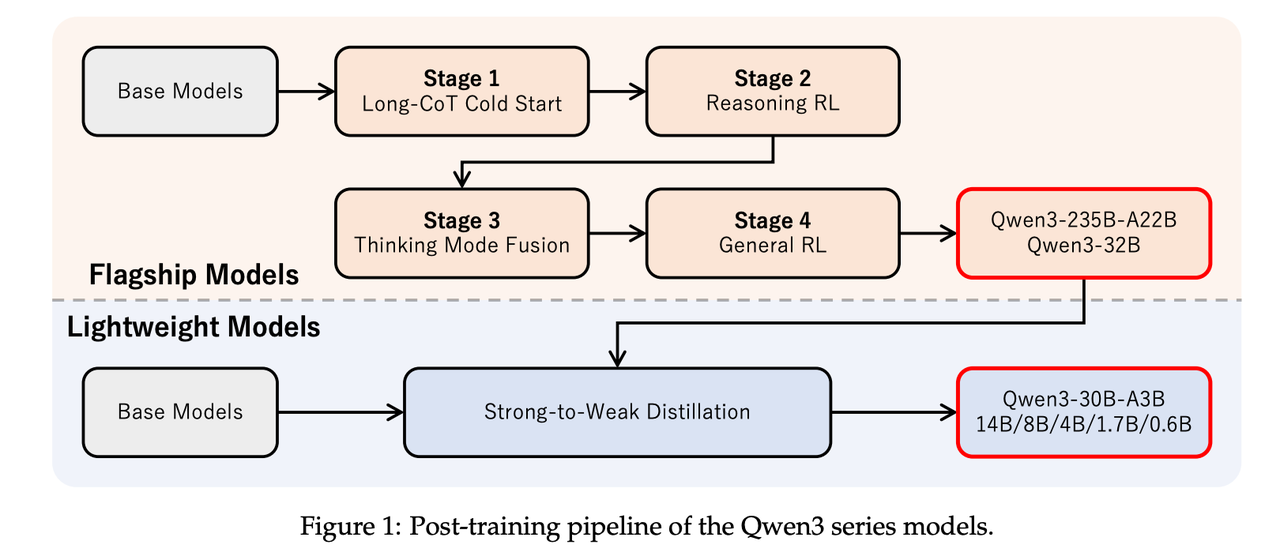 Base Models
Stage 1
Long-CoT Cold Start
Stage 2
Reasoning RL
Stage 3
Thinking Mode Fusion
Stage 4
General RL
Qwen3-235B-A22B
Qwen3-32B
Flagship Models
Lightweight Models
Base Models
Strong-to-Weak Distillation
Qwen3-30B-A3B
14B/8B/4B/1.7B/0.6B
Figure 1: Post-training pipeline of the Qwen3 series models.